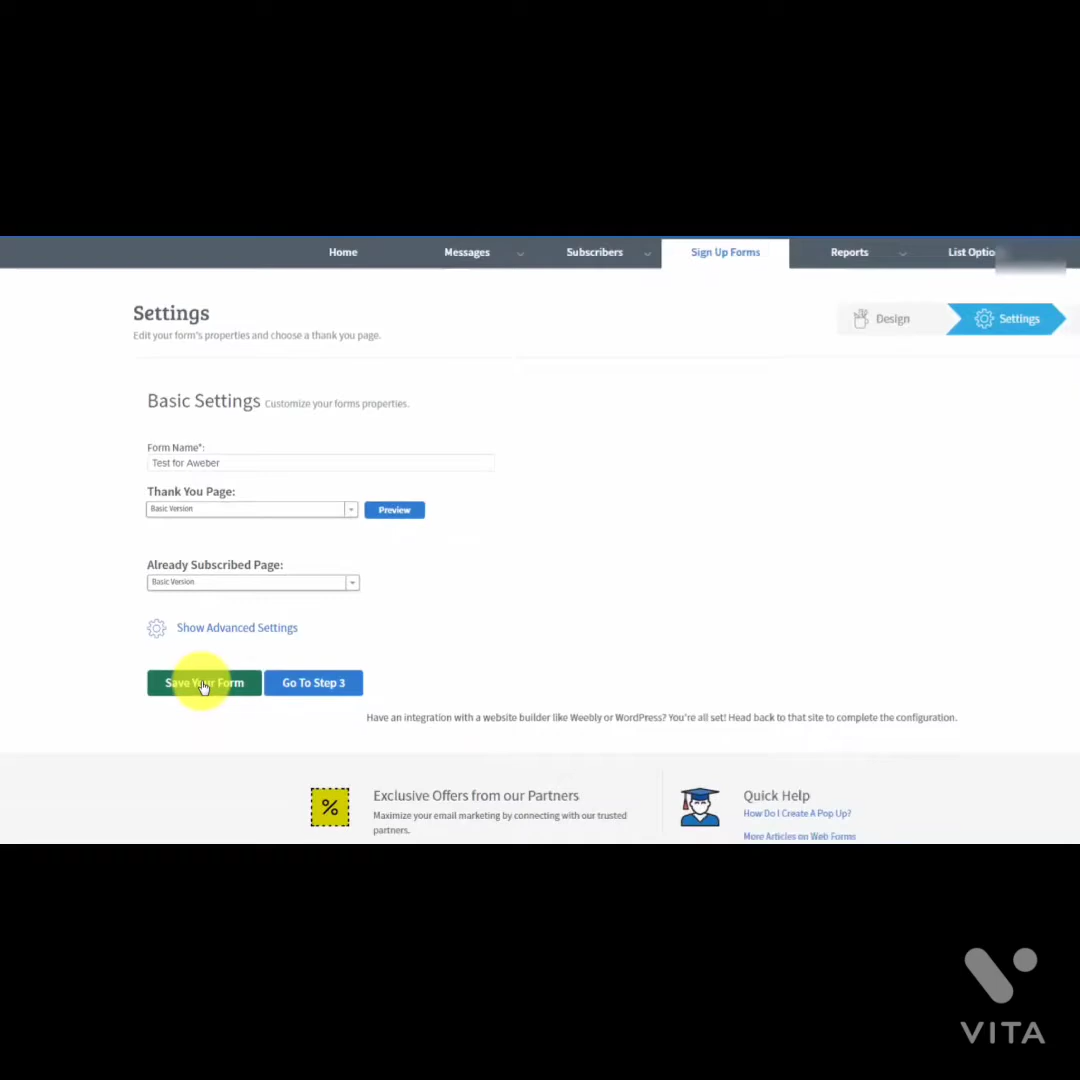 Home Messages Subscribers Sign Up Forms Reports List Optio
Settings
Edit your form's properties and choose a thank you page.
Design Settings
Basic Settings Customize your forms properties.
Form Name*:
Test for Aweber
Thank You Page:
Basic Version Preview
Already Subscribed Page:
Basic Version
Show Advanced Settings
Save Your Form Go To Step 3
Have an integration with a website builder like Weebly or WordPress? You're all set! Head back to that site to complete the configuration.
Exclusive Offers from our Partners
Maximize your email marketing by connecting with our trusted
partners.
Quick Help
How Do I Create A Pop Up?
More Articles on Web Forms
VITA